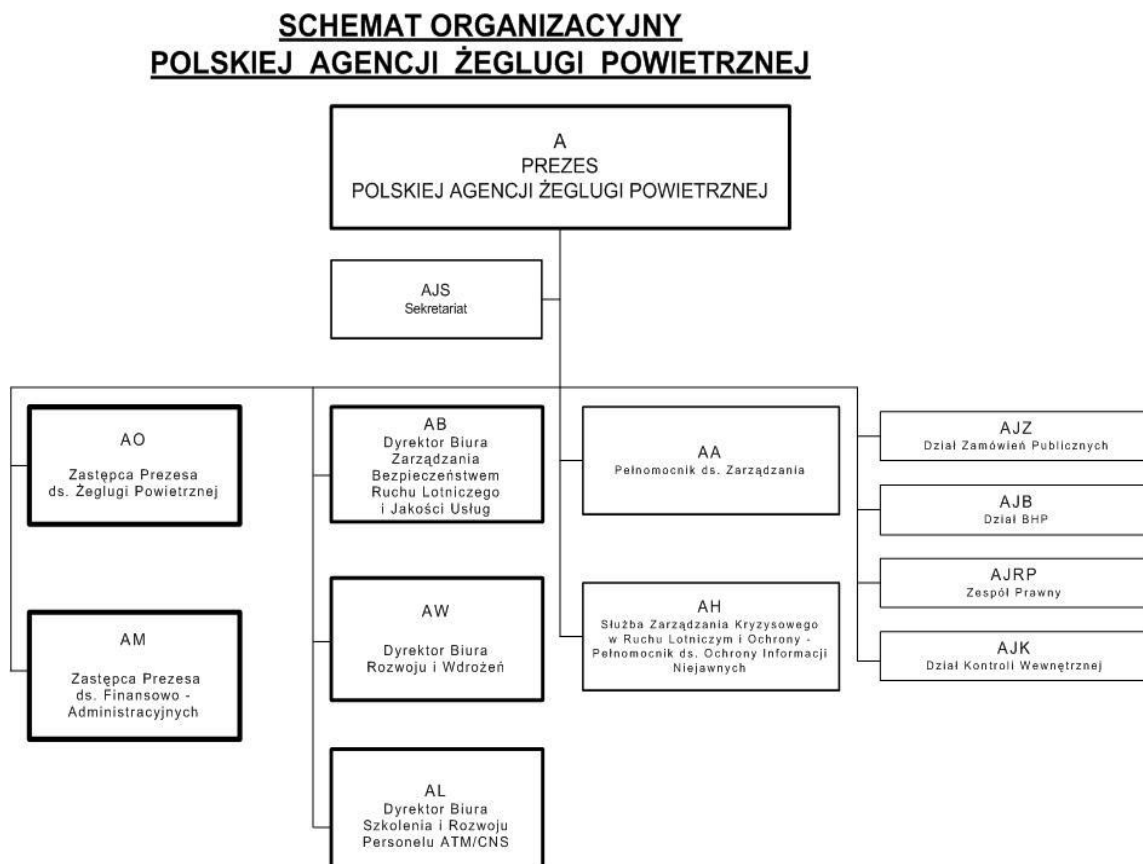 SCHEMAT ORGANIZACYJNY
POLSKIEJ AGENCJI ŻEGLUGI POWIETRZNEJ
A
PREZES
POLSKIEJ AGENCJI ŻEGLUGI POWIETRZNEJ
AJS
Sekretariat
AO
Zastępca Prezesa
ds. Żeglugi Powietrznej
AM
Zastępca Prezesa
ds. Finansowo -
Administracyjnych
AB
Dyrektor Biura
Zarządzania
Bezpieczeństwem
Ruchu Lotniczego
i Jakości Usług
AW
Dyrektor Biura
Rozwoju i Wdrożeń
AL
Dyrektor Biura
Szkolenia i Rozwoju
Personelu ATM/CNS
AA
Pełnomocnik ds. Zarządzania
AH
Służba Zarządzania Kryzysowego
w Ruchu Lotniczym i Ochrony -
Pełnomocnik ds. Ochrony Informacji
Niejawnych
AJZ
Dział Zamówień Publicznych
AJB
Dział BHP
AJRP
Zespół Prawny
AJK
Dział Kontroli Wewnętrznej